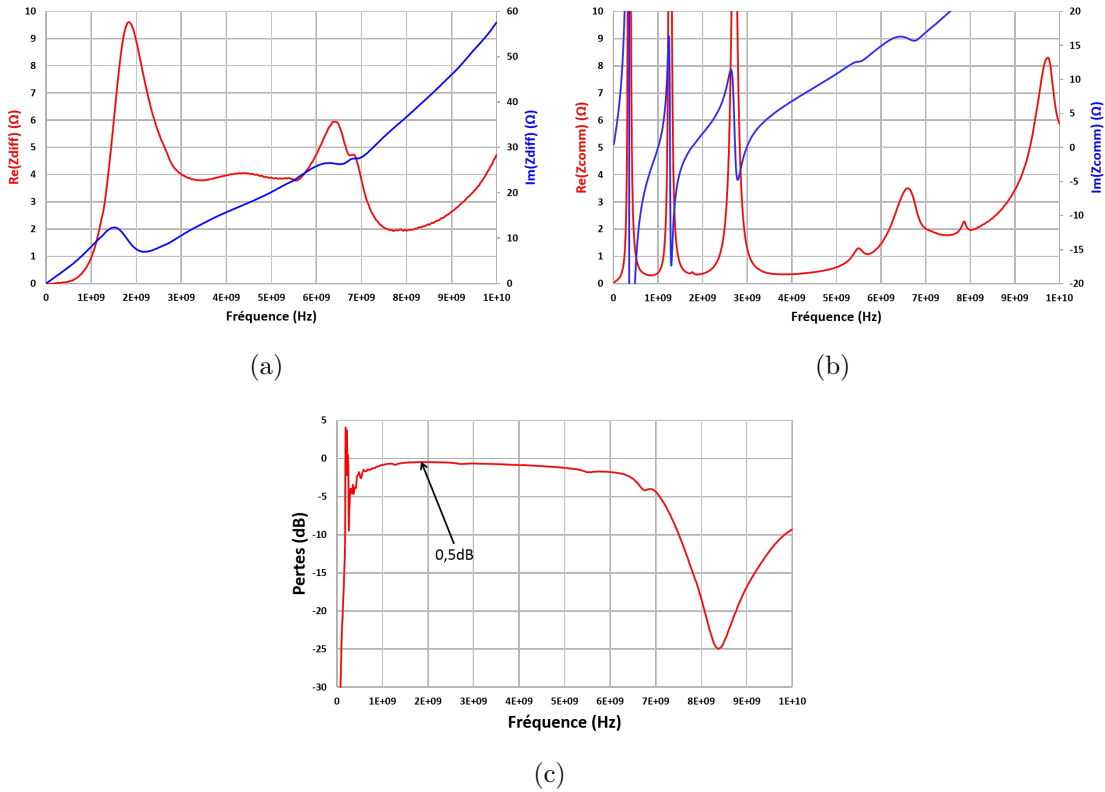 10 9 8 7 6 5 4 3 2 1 0
Re(Zdiff) (Ω)
60 50 40 30 20 10 0
Im(Zdiff) (Ω)
0 1E+09 2E+09 3E+09 4E+09 5E+09 6E+09 7E+09 8E+09 9E+09 1E+10
Fréquence (Hz)
(a)
10 9 8 7 6 5 4 3 2 1 0
Re(Zcomm) (Ω)
20 15 10 5 0 -5 -10 -15 -20
Im(Zcomm) (Ω)
0 1E+09 2E+09 3E+09 4E+09 5E+09 6E+09 7E+09 8E+09 9E+09 1E+10
Fréquence (Hz)
(b)
5 0 -5 -10 -15 -20 -25 -30
Pertes (dB)
0,5dB
0 1E+09 2E+09 3E+09 4E+09 5E+09 6E+09 7E+09 8E+09 9E+09 1E+10
Fréquence (Hz)
(c)